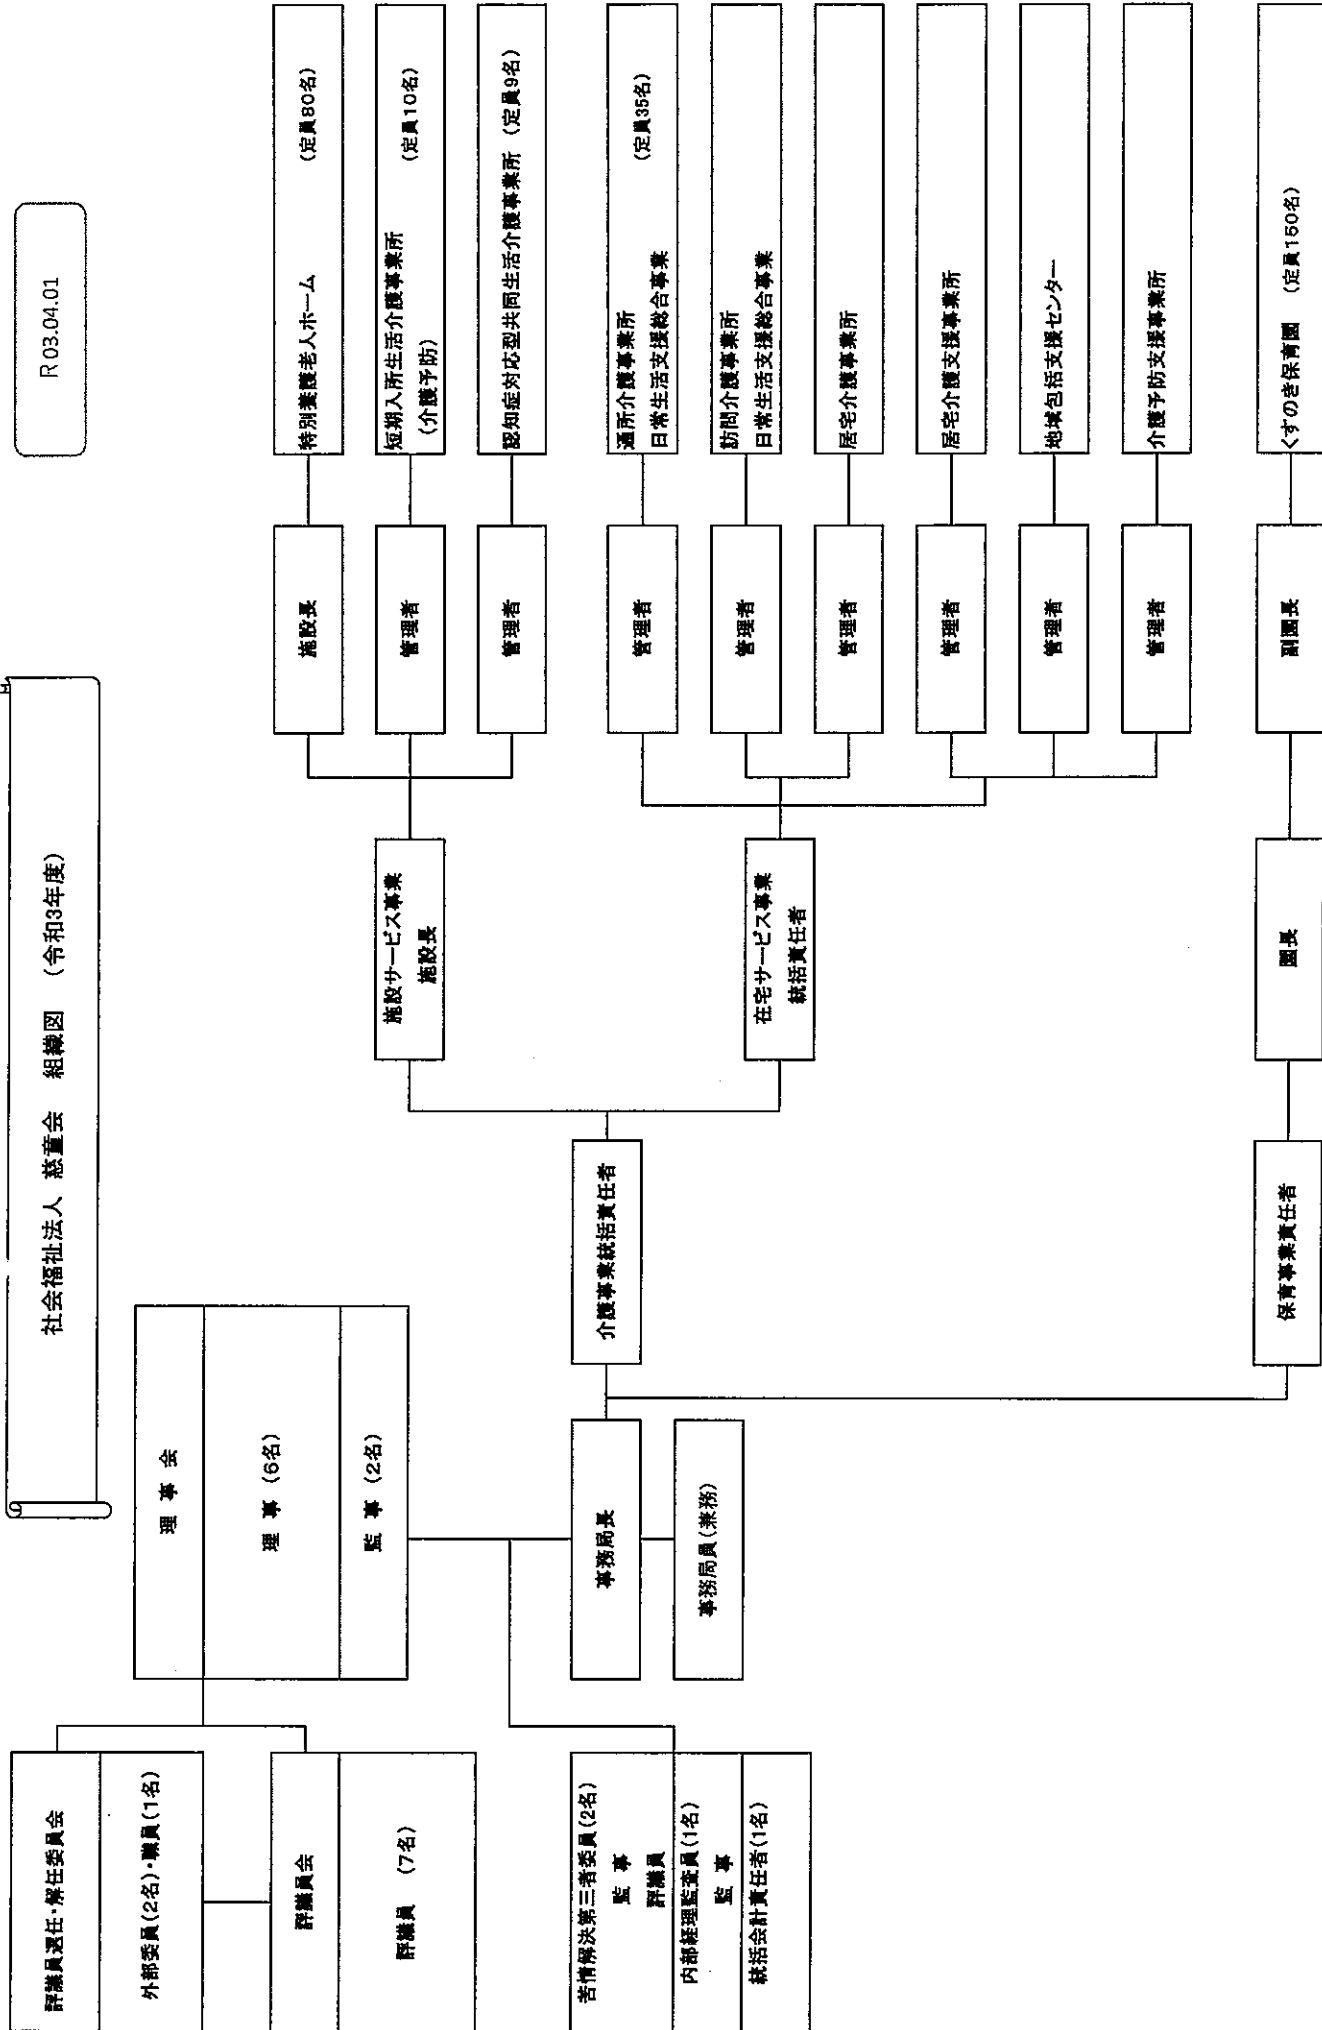 社会福祉法人 慈童会 組織図 （令和3年度）
R 03.04.01
評議員選任・解任委員会
外部委員（2名）・職員（1名）
評議員会
評議員 （7名）
理 事 会
理 事 （6名）
監 事 （2名）
苦情解決第三者委員（2名）
監 事
評議員
内部経理監査員（1名）
監 事
統括会計責任者（1名）
事務局長
事務局員（兼務）
介護事業統括責任者
保育事業責任者
施設サービス事業
施設長
在宅サービス事業
統括責任者
園長
施設長
管理者
管理者
管理者
管理者
管理者
管理者
管理者
管理者
副園長
特別養護老人ホーム （定員80名）
短期入所生活介護事業所 （定員10名）
（介護予防）
認知症対応型共同生活介護事業所 （定員9名）
通所介護事業所 （定員35名）
日常生活支援総合事業
訪問介護事業所
日常生活支援総合事業
居宅介護事業所
居宅介護支援事業所
地域包括支援センター
介護予防支援事業所
くすのき保育園 （定員150名）